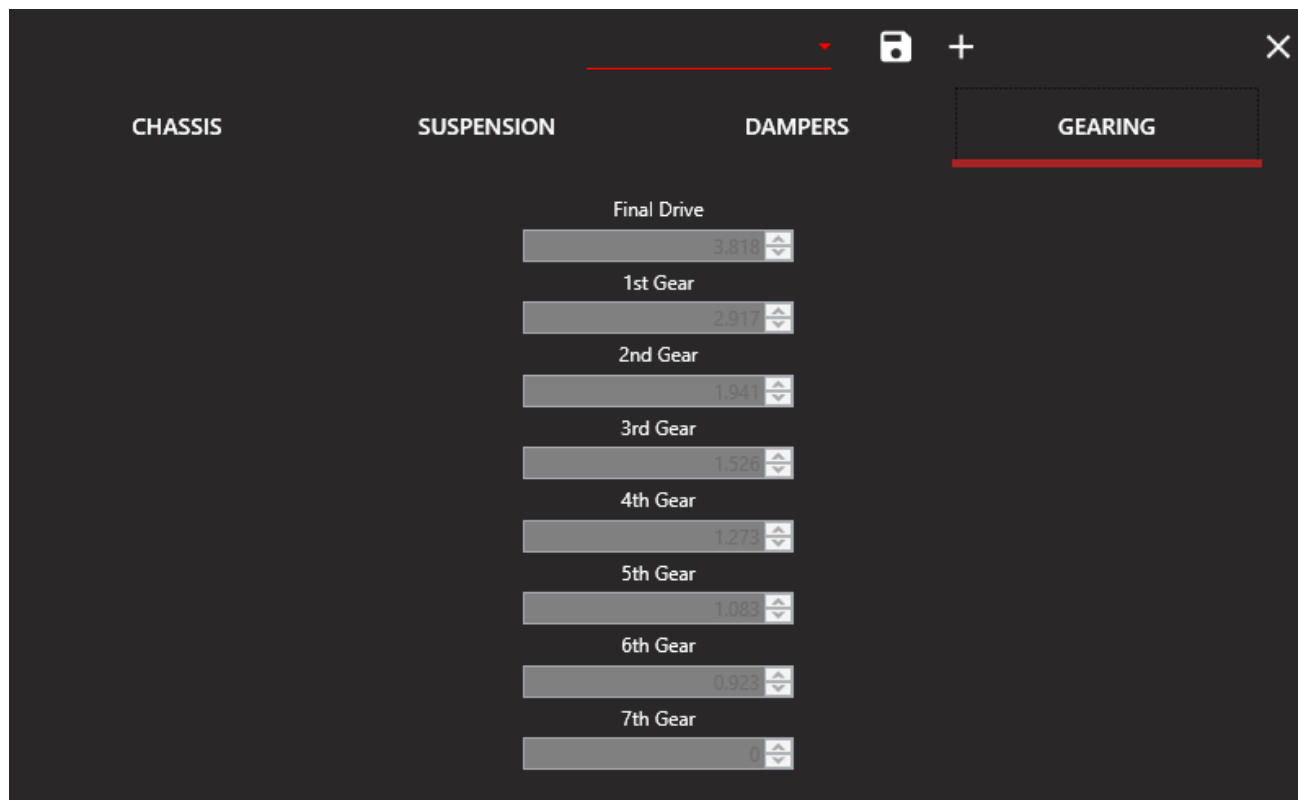 CHASSIS SUSPENSION DAMPERS GEARING
Final Drive
3.818
1st Gear
2.917
2nd Gear
1.941
3rd Gear
1.526
4th Gear
1.273
5th Gear
1.083
6th Gear
0.923
7th Gear
0